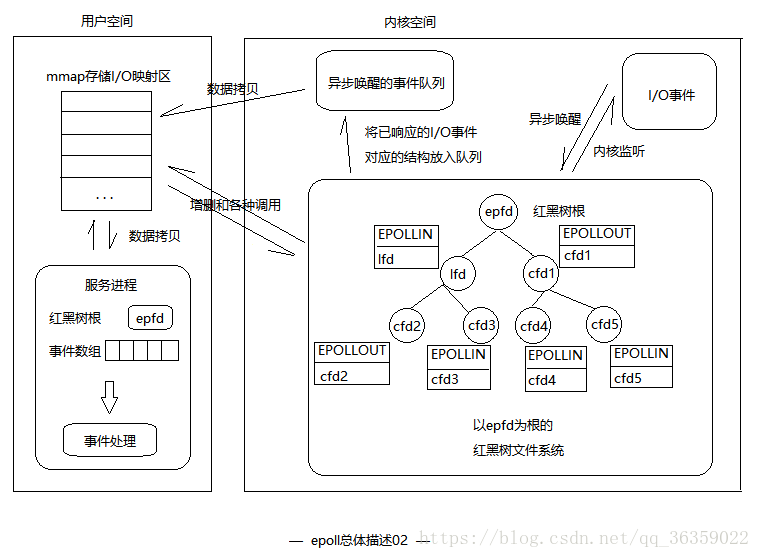 用户空间
内核空间
mmap存储I/O映射区
...
数据拷贝
异步唤醒的事件队列
I/O事件
异步唤醒
内核监听
将已响应的I/O事件
对应的结构放入队列
增删和各种调用
数据拷贝
服务进程
红黑树根
epfd
事件数组
事件处理
epfd
红黑树根
EPOLLIN
lfd
EPOLLOUT
cfd1
lfd
cfd1
cfd2
cfd3
cfd4
cfd5
EPOLLOUT
cfd2
EPOLLIN
cfd3
EPOLLIN
cfd4
EPOLLIN
cfd5
以epfd为根的
红黑树文件系统
— epoll总体描述02 —
https://blog.csdn.net/qq_36359022